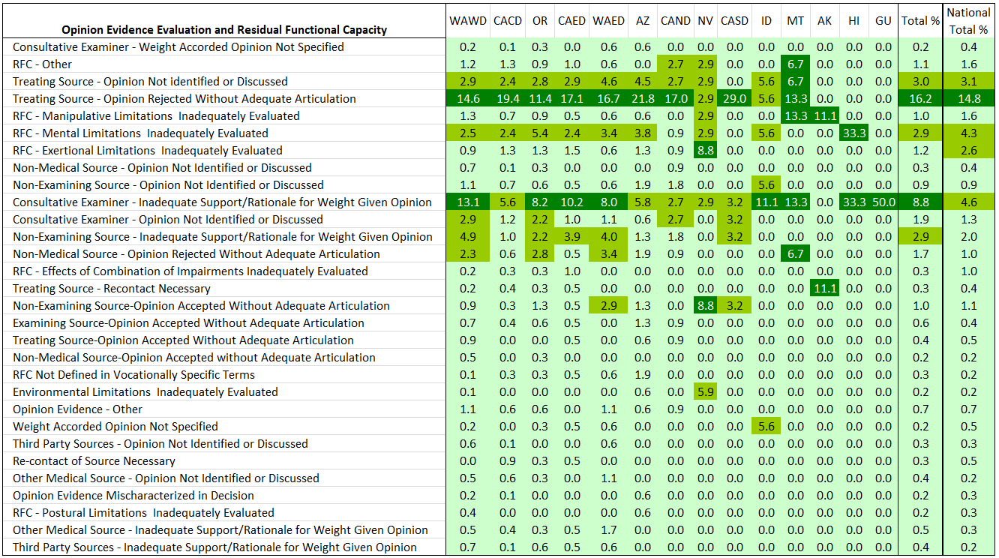 Opinion Evidence Evaluation and Residual Functional Capacity WAWD CACD OR CAED WAED AZ CAND NV CASD ID MT AK HI GU Total % National Total %
Consultative Examiner - Weight Accorded Opinion Not Specified 0.2 0.1 0.3 0.0 0.6 0.6 0.0 0.0 0.0 0.0 0.0 0.0 0.0 0.0 0.2 0.4
RFC - Other 1.2 1.3 0.9 1.0 0.6 0.0 2.7 2.9 0.0 0.0 6.7 0.0 0.0 0.0 1.1 1.6
Treating Source - Opinion Not identified or Discussed 2.9 2.4 2.8 2.9 4.6 4.5 2.7 2.9 0.0 5.6 6.7 0.0 0.0 0.0 3.0 3.1
Treating Source - Opinion Rejected Without Adequate Articulation 14.6 19.4 11.4 17.1 16.7 21.8 17.0 2.9 29.0 5.6 13.3 0.0 0.0 0.0 16.2 14.8
RFC - Manipulative Limitations Inadequately Evaluated 1.3 0.7 0.9 0.5 0.6 0.6 0.0 2.9 0.0 0.0 13.3 11.1 0.0 0.0 1.0 1.6
RFC - Mental Limitations Inadequately Evaluated 2.5 2.4 5.4 2.4 3.4 3.8 0.9 2.9 0.0 5.6 0.0 0.0 33.3 0.0 2.9 4.3
RFC - Exertional Limitations Inadequately Evaluated 0.9 1.3 1.3 1.5 0.6 1.3 0.9 8.8 0.0 0.0 0.0 0.0 0.0 0.0 1.2 2.6
Non-Medical Source - Opinion Not Identified or Discussed 0.7 0.1 0.3 0.0 0.0 0.0 0.9 0.0 0.0 0.0 0.0 0.0 0.0 0.0 0.3 0.4
Non-Examining Source - Opinion Not Identified or Discussed 1.1 0.7 0.6 0.5 0.6 1.9 1.8 0.0 0.0 5.6 0.0 0.0 0.0 0.0 0.9 0.9
Consultative Examiner - Inadequate Support/Rationale for Weight Given Opinion 13.1 5.6 8.2 10.2 8.0 5.8 2.7 2.9 3.2 11.1 13.3 0.0 33.3 50.0 8.8 4.6
Consultative Examiner - Opinion Not Identified or Discussed 2.9 1.2 2.2 1.0 1.1 0.6 2.7 0.0 3.2 0.0 0.0 0.0 0.0 0.0 1.9 1.3
Non-Examining Source - Inadequate Support/Rationale for Weight Given Opinion 4.9 1.0 2.2 3.9 4.0 1.3 1.8 0.0 3.2 0.0 0.0 0.0 0.0 0.0 2.9 2.0
Non-Medical Source - Opinion Rejected Without Adequate Articulation 2.3 0.6 2.8 0.5 3.4 1.9 0.9 0.0 0.0 0.0 6.7 0.0 0.0 0.0 1.7 1.0
RFC - Effects of Combination of Impairments Inadequately Evaluated 0.2 0.3 0.3 1.0 0.0 0.0 0.0 0.0 0.0 0.0 0.0 0.0 0.0 0.0 0.3 1.0
Treating Source - Recontact Necessary 0.2 0.4 0.3 0.5 0.0 0.0 0.0 0.0 0.0 0.0 0.0 11.1 0.0 0.0 0.3 0.4
Non-Examining Source-Opinion Accepted Without Adequate Articulation 0.9 0.3 1.3 0.5 2.9 1.3 0.0 8.8 3.2 0.0 0.0 0.0 0.0 0.0 1.0 1.1
Examining Source-Opinion Accepted Without Adequate Articulation 0.7 0.4 0.6 0.5 0.0 1.3 0.9 0.0 0.0 0.0 0.0 0.0 0.0 0.0 0.6 0.4
Treating Source-Opinion Accepted Without Adequate Articulation 0.9 0.0 0.0 0.5 0.0 0.6 0.9 0.0 0.0 0.0 0.0 0.0 0.0 0.0 0.4 0.5
Non-Medical Source-Opinion Accepted without Adequate Articulation 0.5 0.0 0.3 0.0 0.0 0.0 0.0 0.0 0.0 0.0 0.0 0.0 0.0 0.0 0.2 0.2
RFC Not Defined in Vocationally Specific Terms 0.1 0.3 0.3 0.5 0.6 1.9 0.0 0.0 0.0 0.0 0.0 0.0 0.0 0.0 0.3 0.2
Environmental Limitations Inadequately Evaluated 0.1 0.0 0.0 0.0 0.0 0.6 0.0 5.9 0.0 0.0 0.0 0.0 0.0 0.0 0.2 0.2
Opinion Evidence - Other 1.1 0.6 0.6 0.0 1.1 0.6 0.9 0.0 0.0 0.0 0.0 0.0 0.0 0.0 0.7 0.7
Weight Accorded Opinion Not Specified 0.2 0.0 0.3 0.5 0.6 0.0 0.0 0.0 0.0 5.6 0.0 0.0 0.0 0.0 0.2 0.5
Third Party Sources - Opinion Not Identified or Discussed 0.6 0.1 0.0 0.0 0.6 0.0 0.0 0.0 0.0 0.0 0.0 0.0 0.0 0.0 0.3 0.3
Re-contact of Source Necessary 0.0 0.9 0.3 0.5 0.0 0.0 0.0 0.0 0.0 0.0 0.0 0.0 0.0 0.0 0.3 0.5
Other Medical Source - Opinion Not Identified or Discussed 0.5 0.6 0.3 0.0 1.1 0.0 0.0 0.0 0.0 0.0 0.0 0.0 0.0 0.0 0.4 0.2
Opinion Evidence Mischaracterized in Decision 0.2 0.1 0.0 0.0 0.0 0.6 0.0 0.0 0.0 0.0 0.0 0.0 0.0 0.0 0.2 0.3
RFC - Postural Limitations Inadequately Evaluated 0.4 0.0 0.0 0.0 0.0 0.6 0.0 0.0 0.0 0.0 0.0 0.0 0.0 0.0 0.2 0.3
Other Medical Source - Inadequate Support/Rationale for Weight Given Opinion 0.5 0.4 0.3 0.5 1.7 0.0 0.0 0.0 0.0 0.0 0.0 0.0 0.0 0.0 0.5 0.3
Third Party Sources - Inadequate Support/Rationale for Weight Given Opinion 0.7 0.1 0.6 0.5 0.6 0.0 0.0 0.0 0.0 0.0 0.0 0.0 0.0 0.0 0.4 0.2